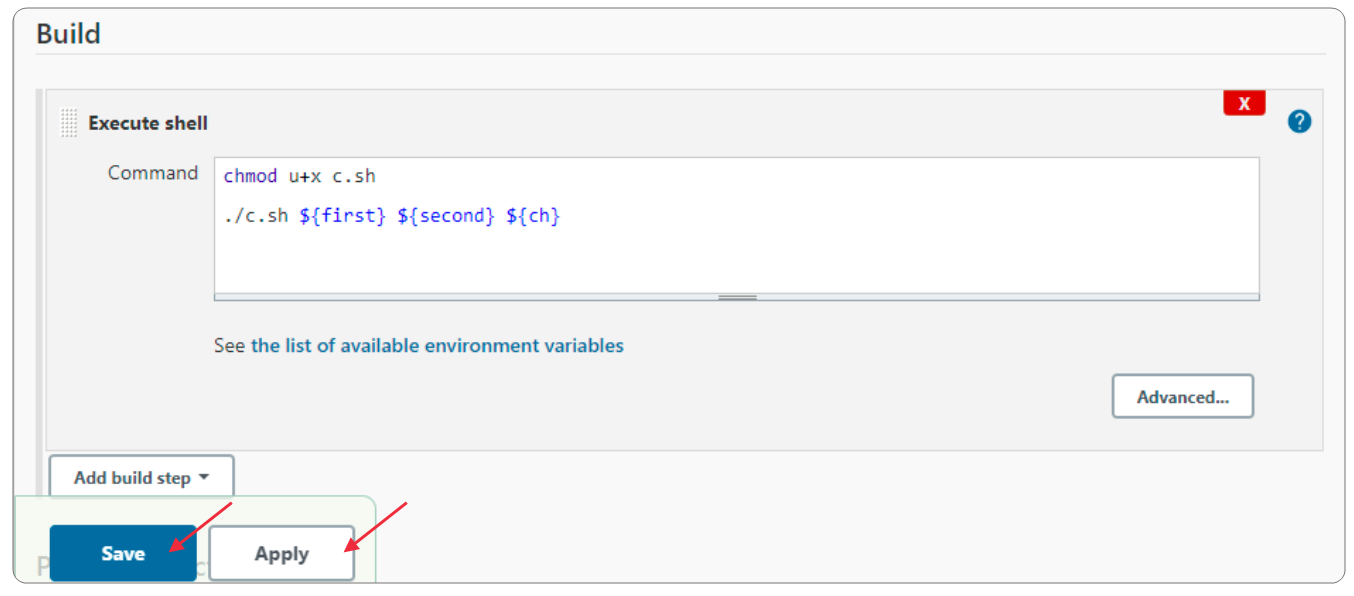 Build
X
Execute shell
?
Command
chmod u+x c.sh
./c.sh ${first} ${second} ${ch}
See the list of available environment variables
Advanced...
Add build step
Save
Apply